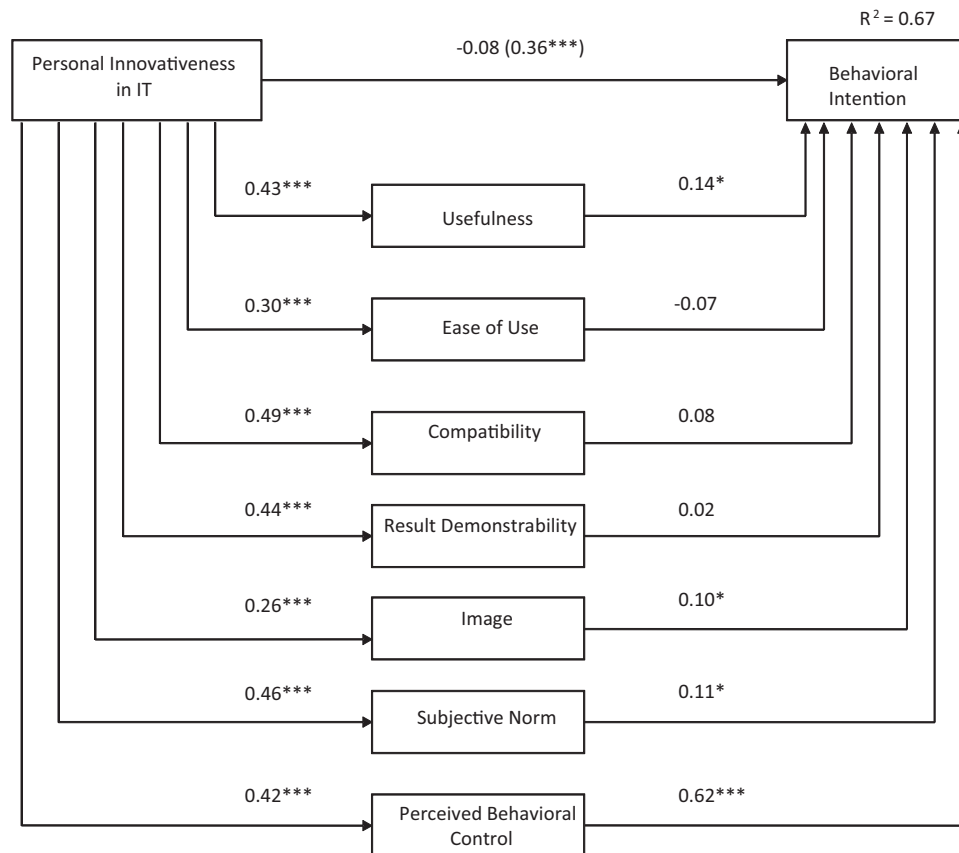 R² = 0.67
-0.08 (0.36***)
Personal Innovativeness
in IT
Behavioral
Intention
0.43***
0.14*
Usefulness
0.30***
-0.07
Ease of Use
0.49***
0.08
Compatibility
0.44***
0.02
Result Demonstrability
0.26***
0.10*
Image
0.46***
0.11*
Subjective Norm
0.42***
0.62***
Perceived Behavioral
Control